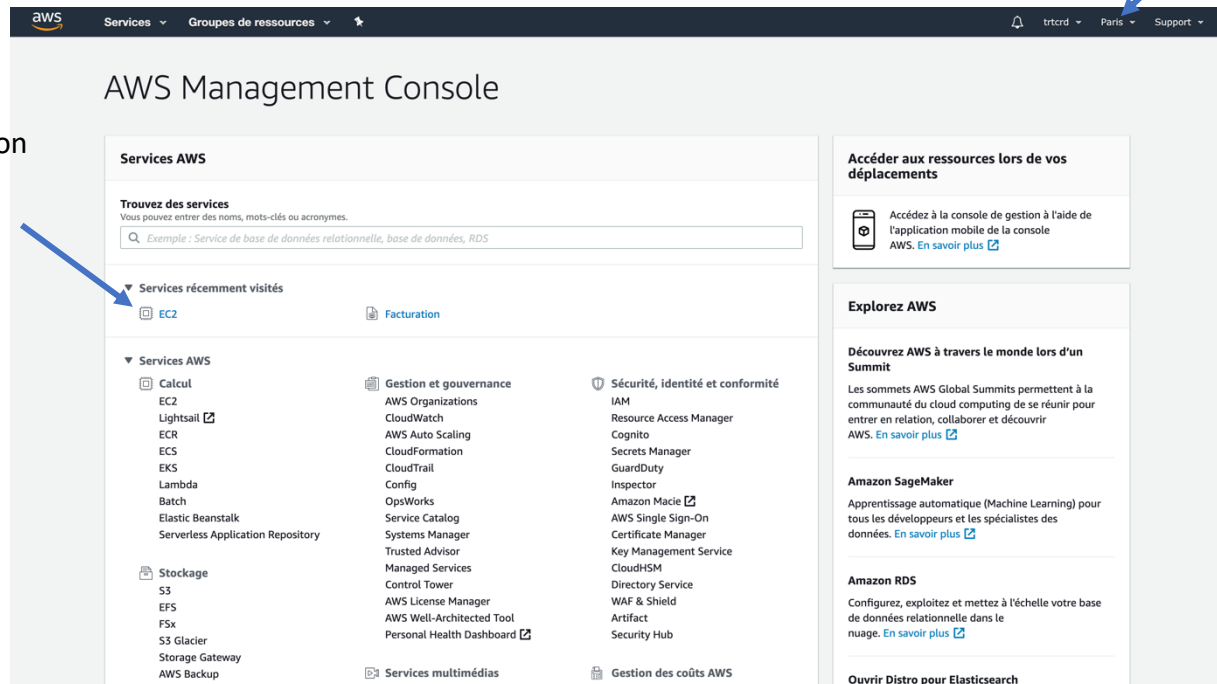 aws
Services
Groupes de ressources
trtcrd
Paris
Support
AWS Management Console
on
Services AWS
Trouvez des services
Vous pouvez entrer des noms, mots-clés ou acronymes.
Exemple : Service de base de données relationnelle, base de données, RDS
Services récemment visités
EC2
Facturation
Services AWS
Calcul
EC2
Lightsail
ECR
ECS
EKS
Lambda
Batch
Elastic Beanstalk
Serverless Application Repository
Stockage
S3
EFS
FSx
S3 Glacier
Storage Gateway
AWS Backup
Gestion et gouvernance
AWS Organizations
CloudWatch
AWS Auto Scaling
CloudFormation
CloudTrail
Config
OpsWorks
Service Catalog
Systems Manager
Trusted Advisor
Managed Services
Control Tower
AWS License Manager
AWS Well-Architected Tool
Personal Health Dashboard
Services multimédias
Sécurité, identité et conformité
IAM
Resource Access Manager
Cognito
Secrets Manager
GuardDuty
Inspector
Amazon Macie
AWS Single Sign-On
Certificate Manager
Key Management Service
CloudHSM
Directory Service
WAF & Shield
Artifact
Security Hub
Gestion des coûts AWS
Accéder aux ressources lors de vos
déplacements
Accédez à la console de gestion à l'aide de
l'application mobile de la console
AWS. En savoir plus
Explorez AWS
Découvrez AWS à travers le monde lors d’un
Summit
Les sommets AWS Global Summits permettent à la
communauté du cloud computing de se réunir pour
entrer en relation, collaborer et découvrir
AWS. En savoir plus
Amazon SageMaker
Apprentissage automatique (Machine Learning) pour
tous les développeurs et les spécialistes des
données. En savoir plus
Amazon RDS
Configurez, exploitez et mettez à l'échelle votre base
de données relationnelle dans le
nuage. En savoir plus
Ouvrir Distro pour Elasticsearch